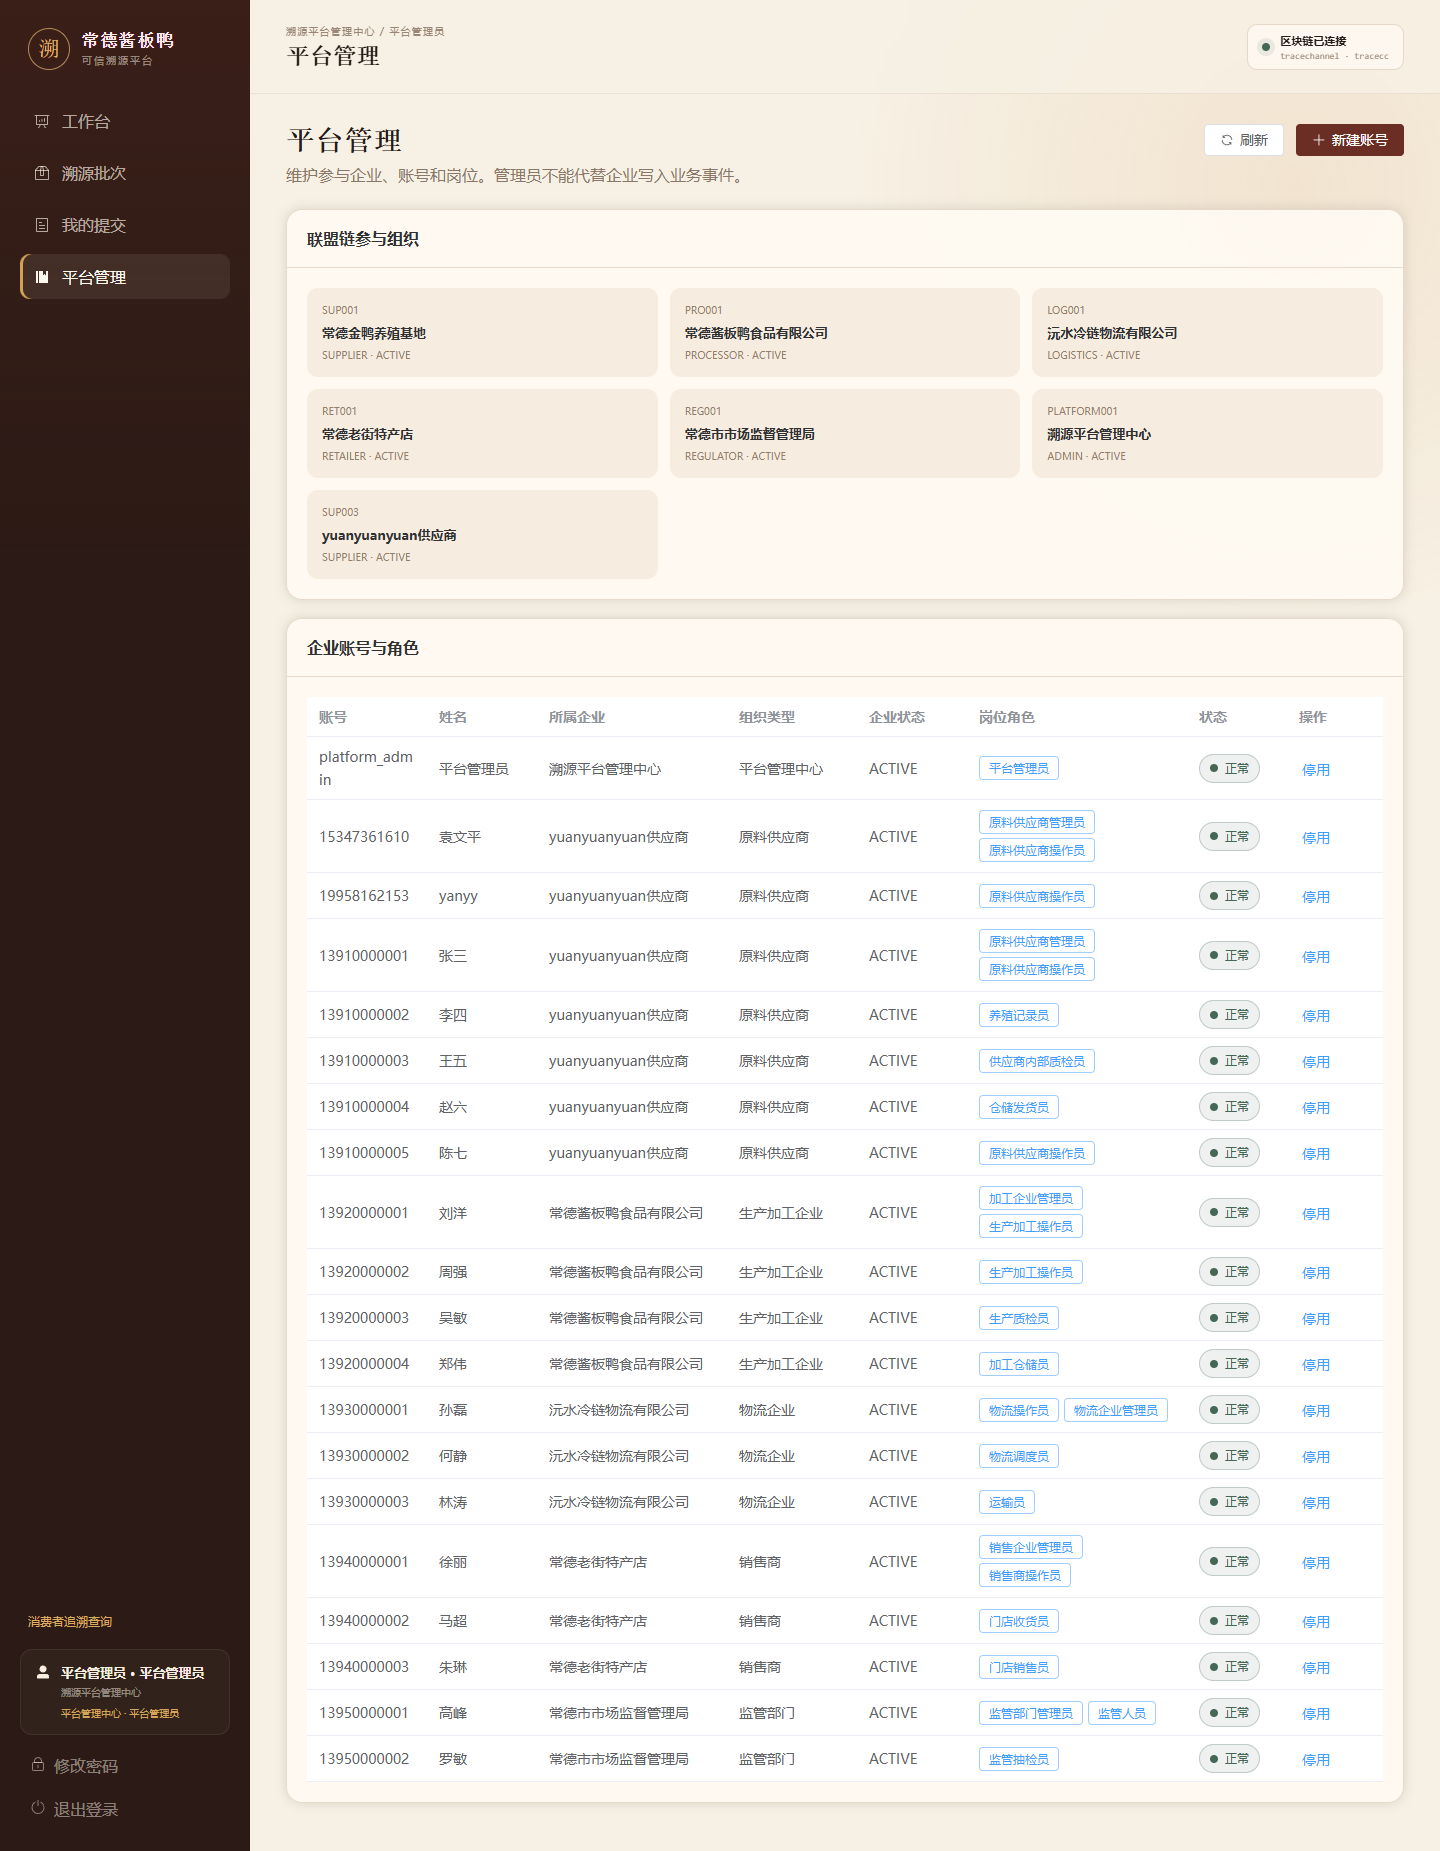 溯
常德酱板鸭
可信溯源平台
工作台
溯源批次
我的提交
平台管理
消费者追溯查询
平台管理员 • 平台管理员
溯源平台管理中心
平台管理中心 · 平台管理员
修改密码
退出登录
溯源平台管理中心 / 平台管理员
平台管理
区块链已连接
tracechannel · tracecc
平台管理
维护参与企业、账号和岗位。管理员不能代替企业写入业务事件。
刷新
新建账号
联盟链参与组织
SUP001
常德金鸭养殖基地
SUPPLIER · ACTIVE
PRO001
常德酱板鸭食品有限公司
PROCESSOR · ACTIVE
LOG001
沅水冷链物流有限公司
LOGISTICS · ACTIVE
RET001
常德老街特产店
RETAILER · ACTIVE
REG001
常德市市场监督管理局
REGULATOR · ACTIVE
PLATFORM001
溯源平台管理中心
ADMIN · ACTIVE
SUP003
yuanyuanyuan供应商
SUPPLIER · ACTIVE
企业账号与角色
账号 姓名 所属企业 组织类型 企业状态 岗位角色 状态 操作
platform_admin 平台管理员 溯源平台管理中心 平台管理中心 ACTIVE 平台管理员 正常 停用
15347361610 袁文平 yuanyuanyuan供应商 原料供应商 ACTIVE 原料供应商管理员 原料供应商操作员 正常 停用
19958162153 yanyy yuanyuanyuan供应商 原料供应商 ACTIVE 原料供应商操作员 正常 停用
13910000001 张三 yuanyuanyuan供应商 原料供应商 ACTIVE 原料供应商管理员 原料供应商操作员 正常 停用
13910000002 李四 yuanyuanyuan供应商 原料供应商 ACTIVE 养殖记录员 正常 停用
13910000003 王五 yuanyuanyuan供应商 原料供应商 ACTIVE 供应商内部质检员 正常 停用
13910000004 赵六 yuanyuanyuan供应商 原料供应商 ACTIVE 仓储发货员 正常 停用
13910000005 陈七 yuanyuanyuan供应商 原料供应商 ACTIVE 原料供应商操作员 正常 停用
13920000001 刘洋 常德酱板鸭食品有限公司 生产加工企业 ACTIVE 加工企业管理员 生产加工操作员 正常 停用
13920000002 周强 常德酱板鸭食品有限公司 生产加工企业 ACTIVE 生产加工操作员 正常 停用
13920000003 吴敏 常德酱板鸭食品有限公司 生产加工企业 ACTIVE 生产质检员 正常 停用
13920000004 郑伟 常德酱板鸭食品有限公司 生产加工企业 ACTIVE 加工仓储员 正常 停用
13930000001 孙磊 沅水冷链物流有限公司 物流企业 ACTIVE 物流操作员 物流企业管理员 正常 停用
13930000002 何静 沅水冷链物流有限公司 物流企业 ACTIVE 物流调度员 正常 停用
13930000003 林涛 沅水冷链物流有限公司 物流企业 ACTIVE 运输员 正常 停用
13940000001 徐丽 常德老街特产店 销售商 ACTIVE 销售企业管理员 销售商操作员 正常 停用
13940000002 马超 常德老街特产店 销售商 ACTIVE 门店收货员 正常 停用
13940000003 朱琳 常德老街特产店 销售商 ACTIVE 门店销售员 正常 停用
13950000001 高峰 常德市市场监督管理局 监管部门 ACTIVE 监管部门管理员 监管人员 正常 停用
13950000002 罗敏 常德市市场监督管理局 监管部门 ACTIVE 监管抽检员 正常 停用